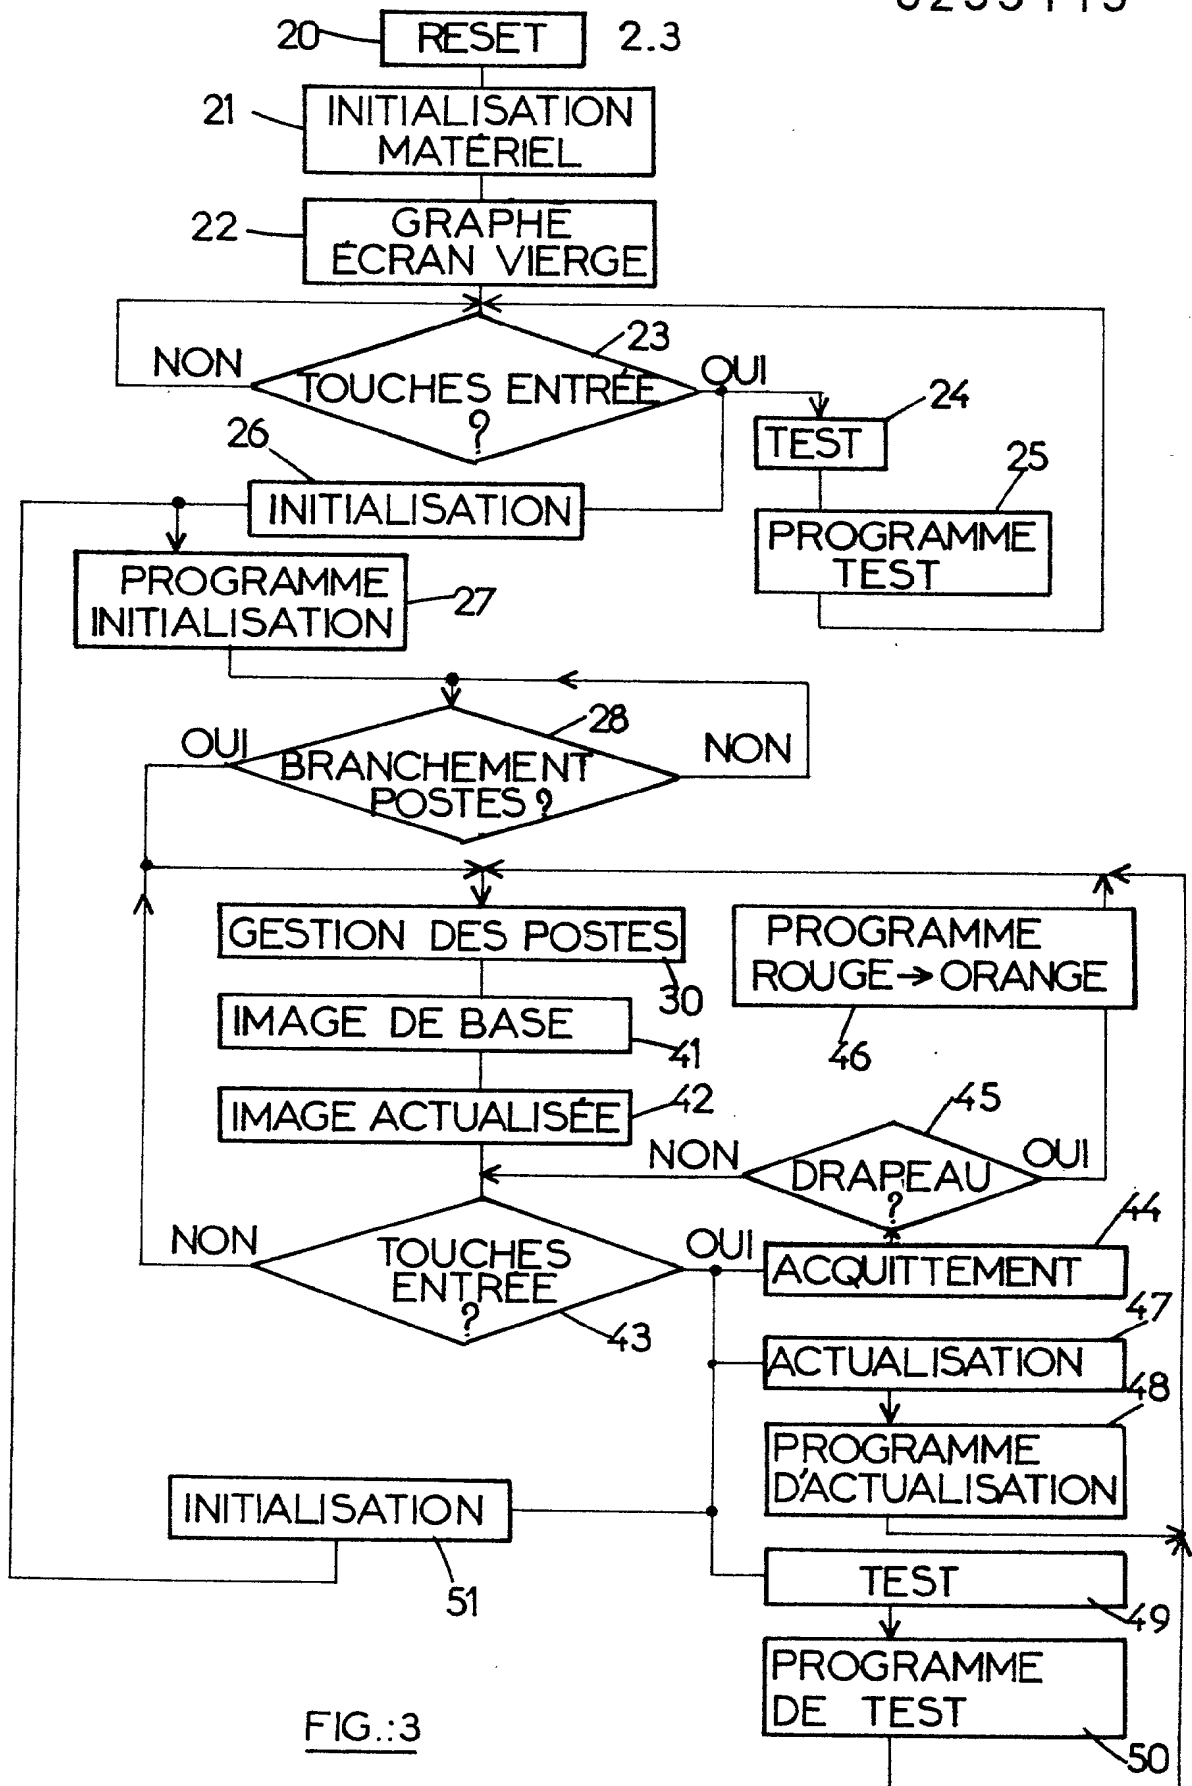 20 RESET 2.3
21 INITIALISATION
MATÉRIEL
22 GRAPHE
ÉCRAN VIERGE
23
NON TOUCHES ENTRÉE OUI
?
24
TEST
25
PROGRAMME
TEST
26
INITIALISATION
PROGRAMME
INITIALISATION
27
28
OUI BRANCHEMENT NON
POSTES ?
GESTION DES POSTES
30
IMAGE DE BASE
41
IMAGE ACTUALISÉE
42
PROGRAMME
ROUGE → ORANGE
46
45
NON DRAPEAU OUI
?
44
NON TOUCHES OUI
ENTRÉE
?
43
ACQUITTEMENT
47
ACTUALISATION
48
PROGRAMME
D'ACTUALISATION
INITIALISATION
51
TEST
49
PROGRAMME
DE TEST
50
FIG.:3